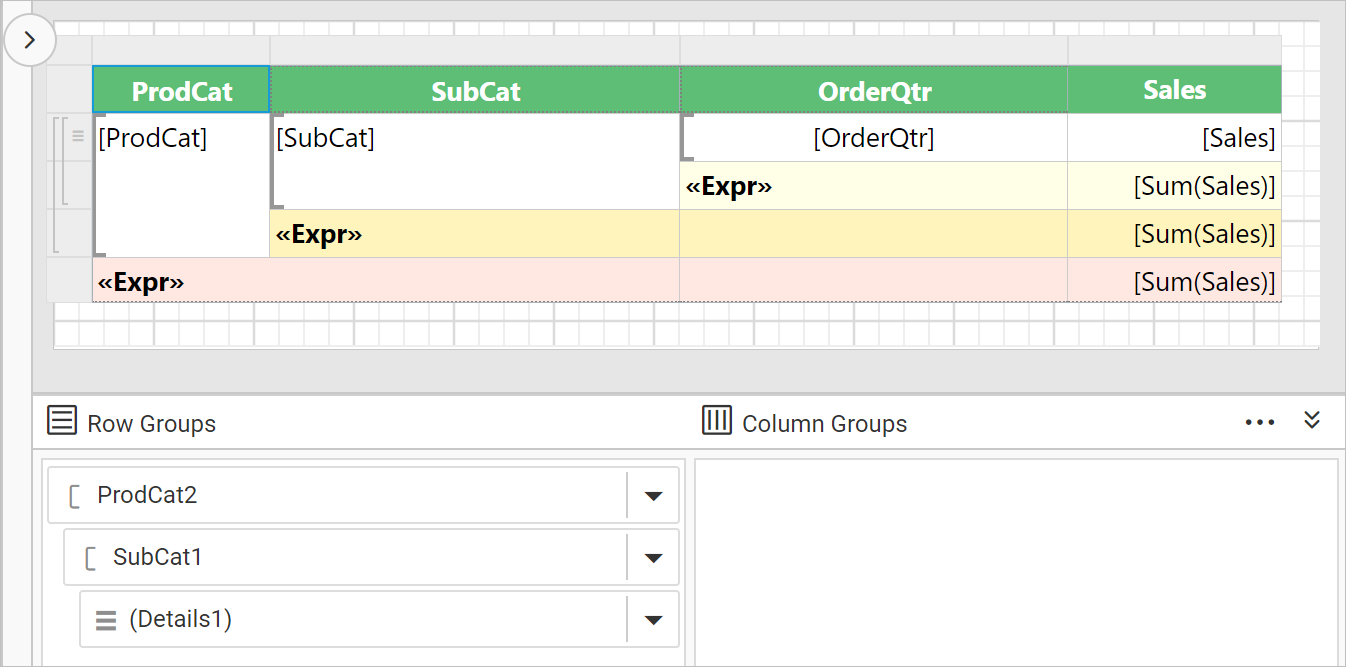 ProdCat SubCat OrderQtr Sales
[ProdCat] [SubCat] [OrderQtr] [Sales]
«Expr» [Sum(Sales)]
«Expr» [Sum(Sales)]
«Expr» [Sum(Sales)]
Row Groups Column Groups
ProdCat2
SubCat1
(Details1)